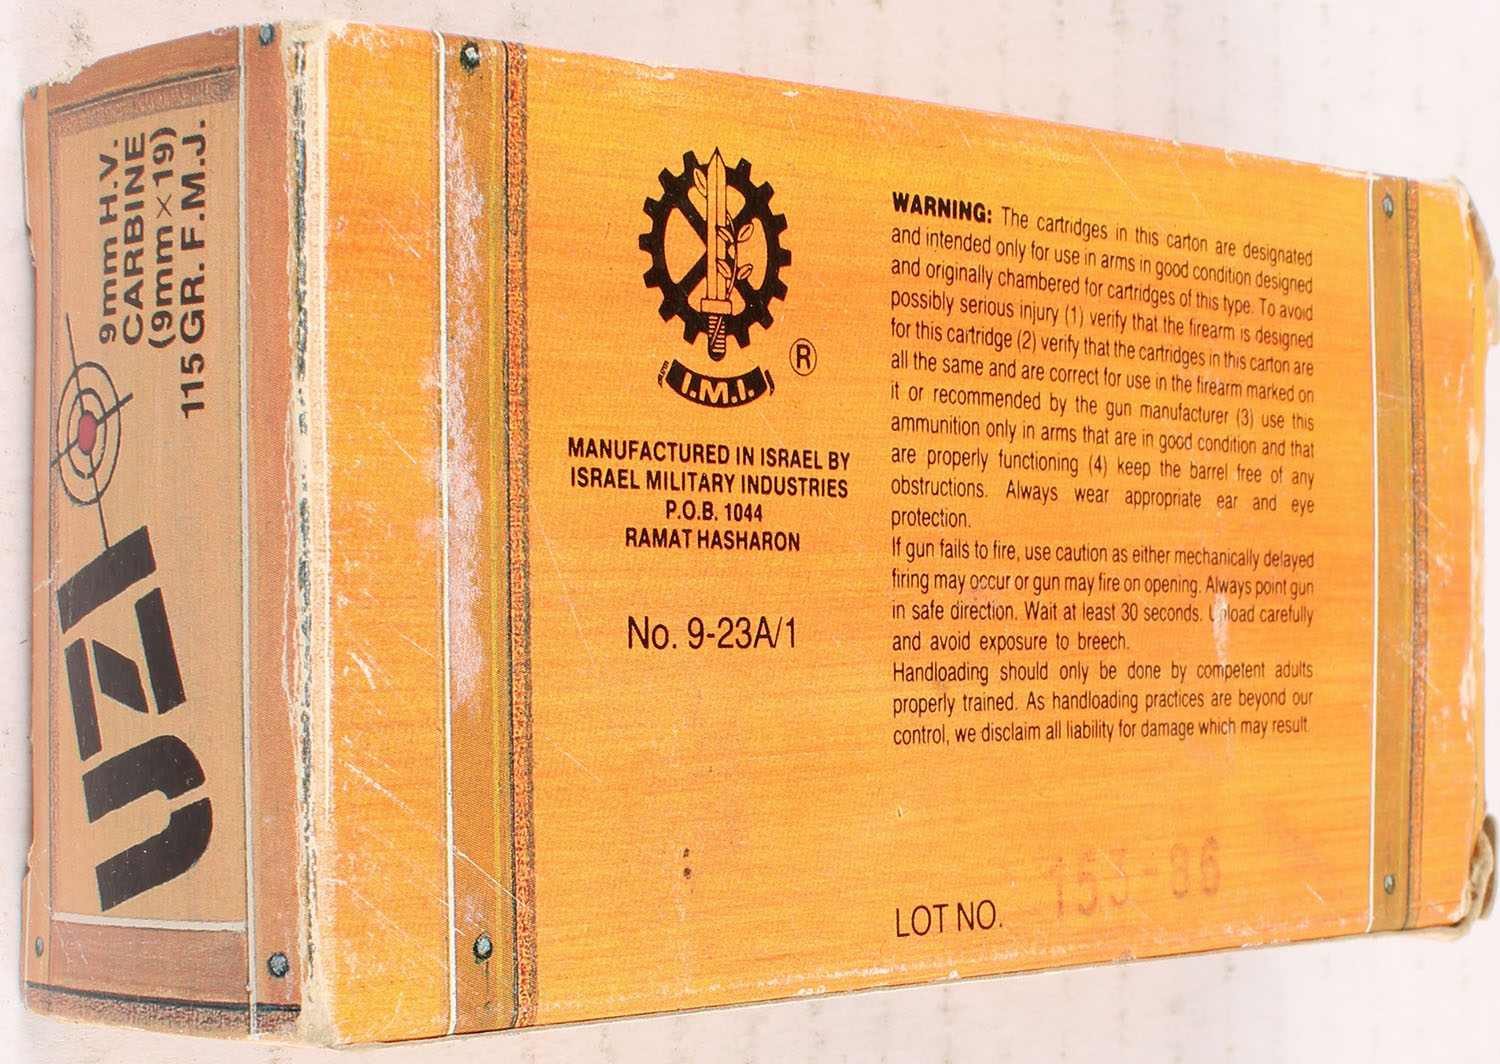 UZI
9mm H.V.
CARBINE
(9mm×19)
115 GR. F.M.J.
I.M.I.
®
MANUFACTURED IN ISRAEL BY
ISRAEL MILITARY INDUSTRIES
P.O.B. 1044
RAMAT HASHARON
No. 9-23A/1
WARNING: The cartridges in this carton are designated
and intended only for use in arms in good condition designed
and originally chambered for cartridges of this type. To avoid
possibly serious injury (1) verify that the firearm is designed
for this cartridge (2) verify that the cartridges in this carton are
all the same and are correct for use in the firearm marked on
it or recommended by the gun manufacturer (3) use this
ammunition only in arms that are in good condition and that
are properly functioning (4) keep the barrel free of any
obstructions. Always wear appropriate ear and eye
protection.
If gun fails to fire, use caution as either mechanically delayed
firing may occur or gun may fire on opening. Always point gun
in safe direction. Wait at least 30 seconds. Unload carefully
and avoid exposure to breech.
Handloading should only be done by competent adults
properly trained. As handloading practices are beyond our
control, we disclaim all liability for damage which may result.
LOT NO.